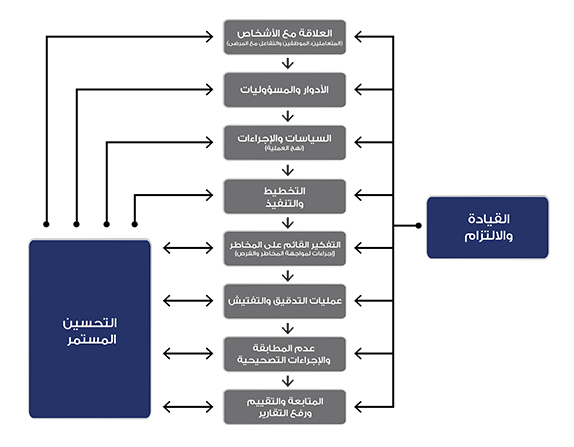 العلاقة مع الأشخاص
(المتعاملين، الموظفين والتفاعل مع المرضى)
الأدوار والمسؤوليات
السياسات والإجراءات
(نهج العملية)
التخطيط
والتنفيذ
التفكير القائم على المخاطر
(إجراءات لمواجهة المخاطر والفرص)
عمليات التدقيق والتفتيش
عدم المطابقة
والإجراءات التصحيحية
المتابعة والتقييم
ورفع التقارير
القيادة
والالتزام
التحسين
المستمر